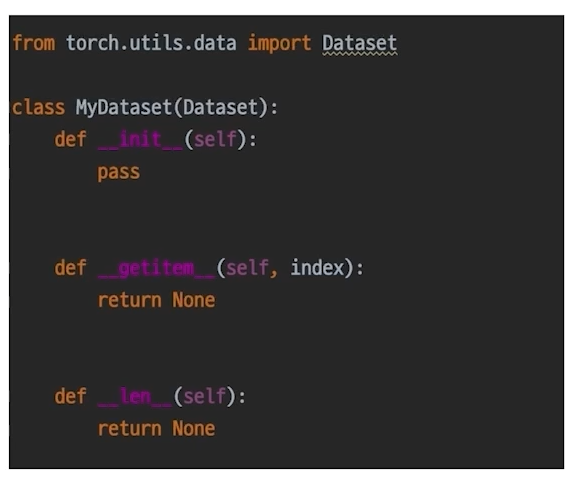 from torch.utils.data import Dataset
class MyDataset(Dataset):
def __init__(self):
pass
def __getitem__(self, index):
return None
def __len__(self):
return None